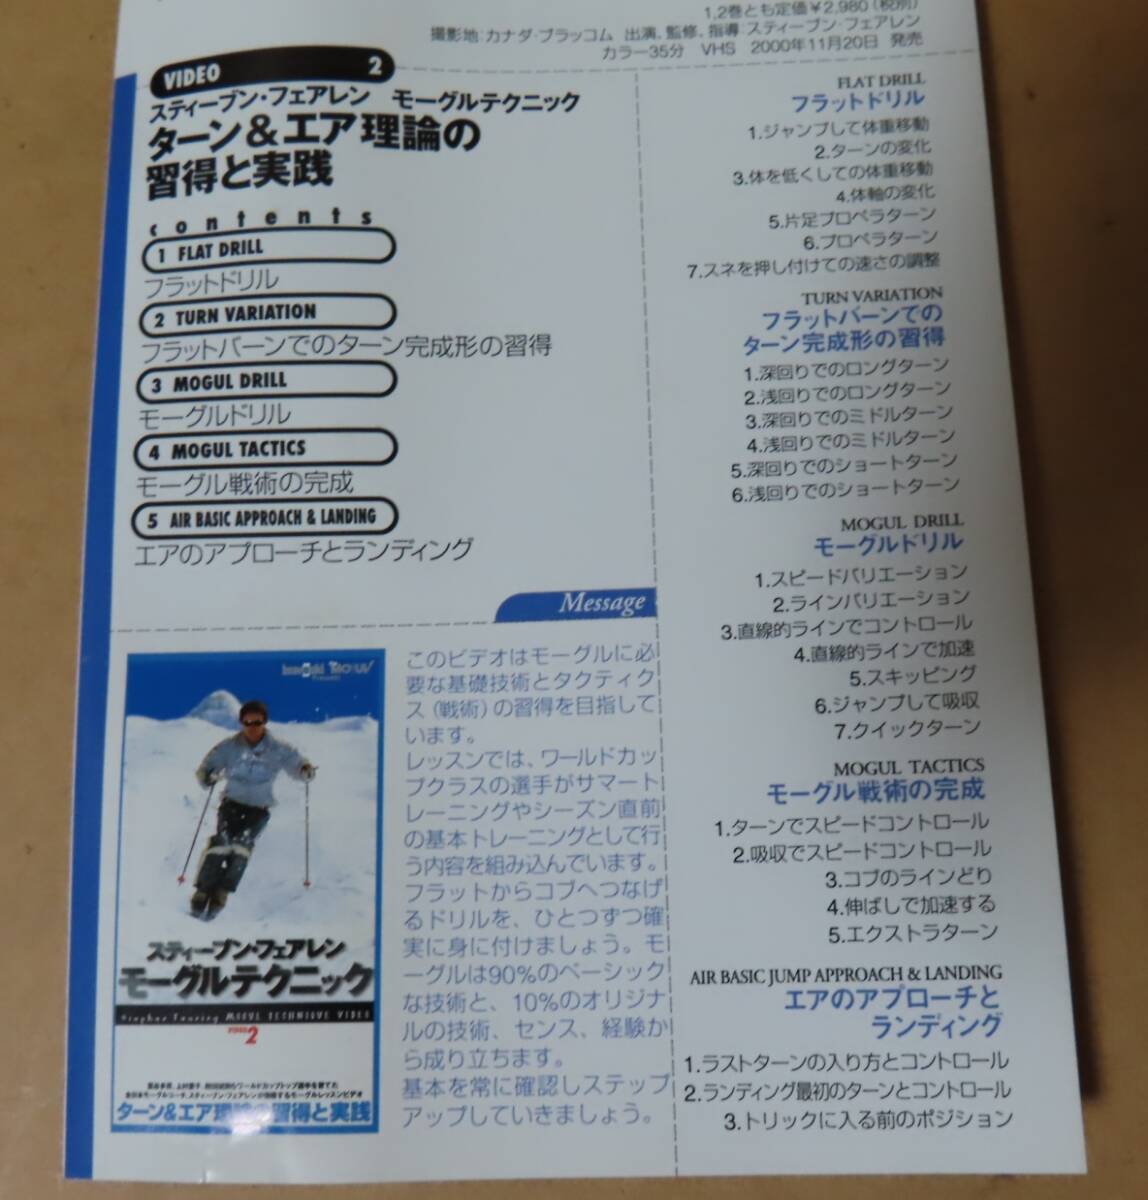 1,2巻とも定価￥2,980(税別)
撮影地:カナダ・ブラッコム 出演、監修、指導:スティーブン・フェアレン
カラー35分 VHS 2000年11月20日 発売
VIDEO 2
スティーブン・フェアレン モーグルテクニック
ターン&エア理論の
習得と実践
contents
1 FLAT DRILL
フラットドリル
2 TURN VARIATION
フラットバーンでのターン完成形の習得
3 MOGUL DRILL
モーグルドリル
4 MOGUL TACTICS
モーグル戦術の完成
5 AIR BASIC APPROACH & LANDING
エアのアプローチとランディング
Message
このビデオはモーグルに必
要な基礎技術とタクティク
ス(戦術)の習得を目指して
います。
レッスンでは、ワールドカッ
プクラスの選手がサマート
レーニングやシーズン直前
の基本トレーニングとして行
う内容を組み込んでいます。
フラットからコブへつなげ
るドリルを、ひとつずつ確
実に身に付けましょう。モ
ーグルは90%のベーシック
な技術と、10%のオリジナ
ルの技術、センス、経験か
ら成り立ちます。
基本を常に確認しステップ
アップしていきましょう。
スティーブン・フェアレン
モーグルテクニック
MOGUL TECHNIQUE VIDEO
VIDEO2
ターン&エア理論の習得と実践
FLAT DRILL
フラットドリル
1.ジャンプして体重移動
2.ターンの変化
3.体を低くしての体重移動
4.体軸の変化
5.片足プロペラターン
6.プロペラターン
7.スネを押し付けての速さの調整
TURN VARIATION
フラットバーンでの
ターン完成形の習得
1.深回りでのロングターン
2.浅回りでのロングターン
3.深回りでのミドルターン
4.浅回りでのミドルターン
5.深回りでのショートターン
6.浅回りでのショートターン
MOGUL DRILL
モーグルドリル
1.スピードバリエーション
2.ラインバリエーション
3.直線的ラインでコントロール
4.直線的ラインで加速
5.スキッピング
6.ジャンプして吸収
7.クイックターン
MOGUL TACTICS
モーグル戦術の完成
1.ターンでスピードコントロール
2.吸収でスピードコントロール
3.コブのラインどり
4.伸ばしで加速する
5.エクストラターン
AIR BASIC JUMP APPROACH & LANDING
エアのアプローチと
ランディング
1.ラストターンの入り方とコントロール
2.ランディング最初のターンとコントロール
3.トリックに入る前のポジション